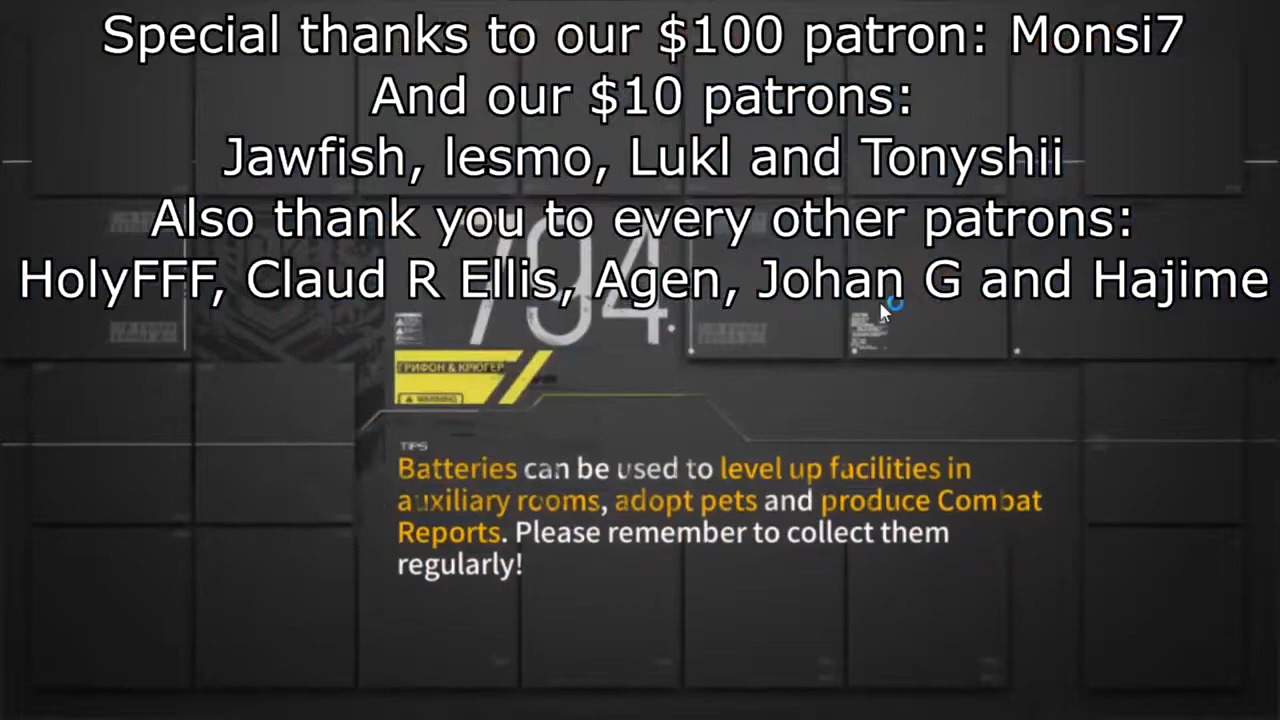 Special thanks to our $100 patron: Monsi7
And our $10 patrons:
Jawfish, lesmo, Lukl and Tonyshii
Also thank you to every other patrons:
HolyFFF, Claud R Ellis, Agen, Johan G and Hajime
794.
ГРИФОН & КРЮГЕР
WARNING
TIPS
Batteries can be used to level up facilities in
auxiliary rooms, adopt pets and produce Combat
Reports. Please remember to collect them
regularly!